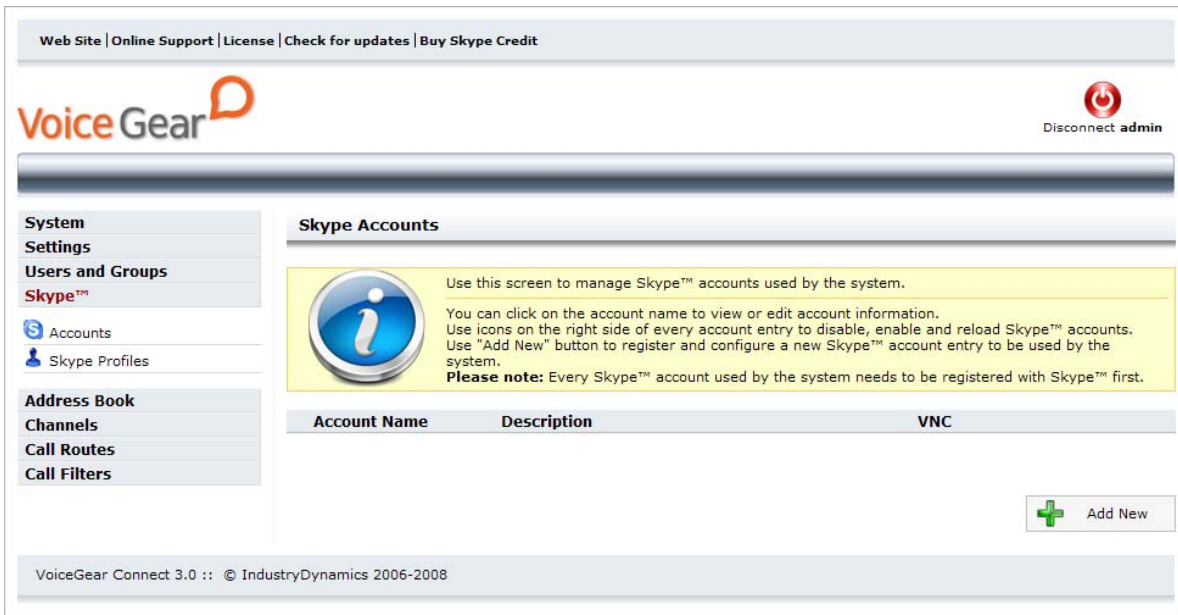 Web Site | Online Support | License | Check for updates | Buy Skype Credit
Voice Gear
Disconnect admin
System
Settings
Users and Groups
Skype™
Accounts
Skype Profiles
Address Book
Channels
Call Routes
Call Filters
Skype Accounts
Use this screen to manage Skype™ accounts used by the system.
You can click on the account name to view or edit account information.
Use icons on the right side of every account entry to disable, enable and reload Skype™ accounts.
Use "Add New" button to register and configure a new Skype™ account entry to be used by the
system.
Please note: Every Skype™ account used by the system needs to be registered with Skype™ first.
Account Name Description VNC
Add New
VoiceGear Connect 3.0 :: © IndustryDynamics 2006-2008